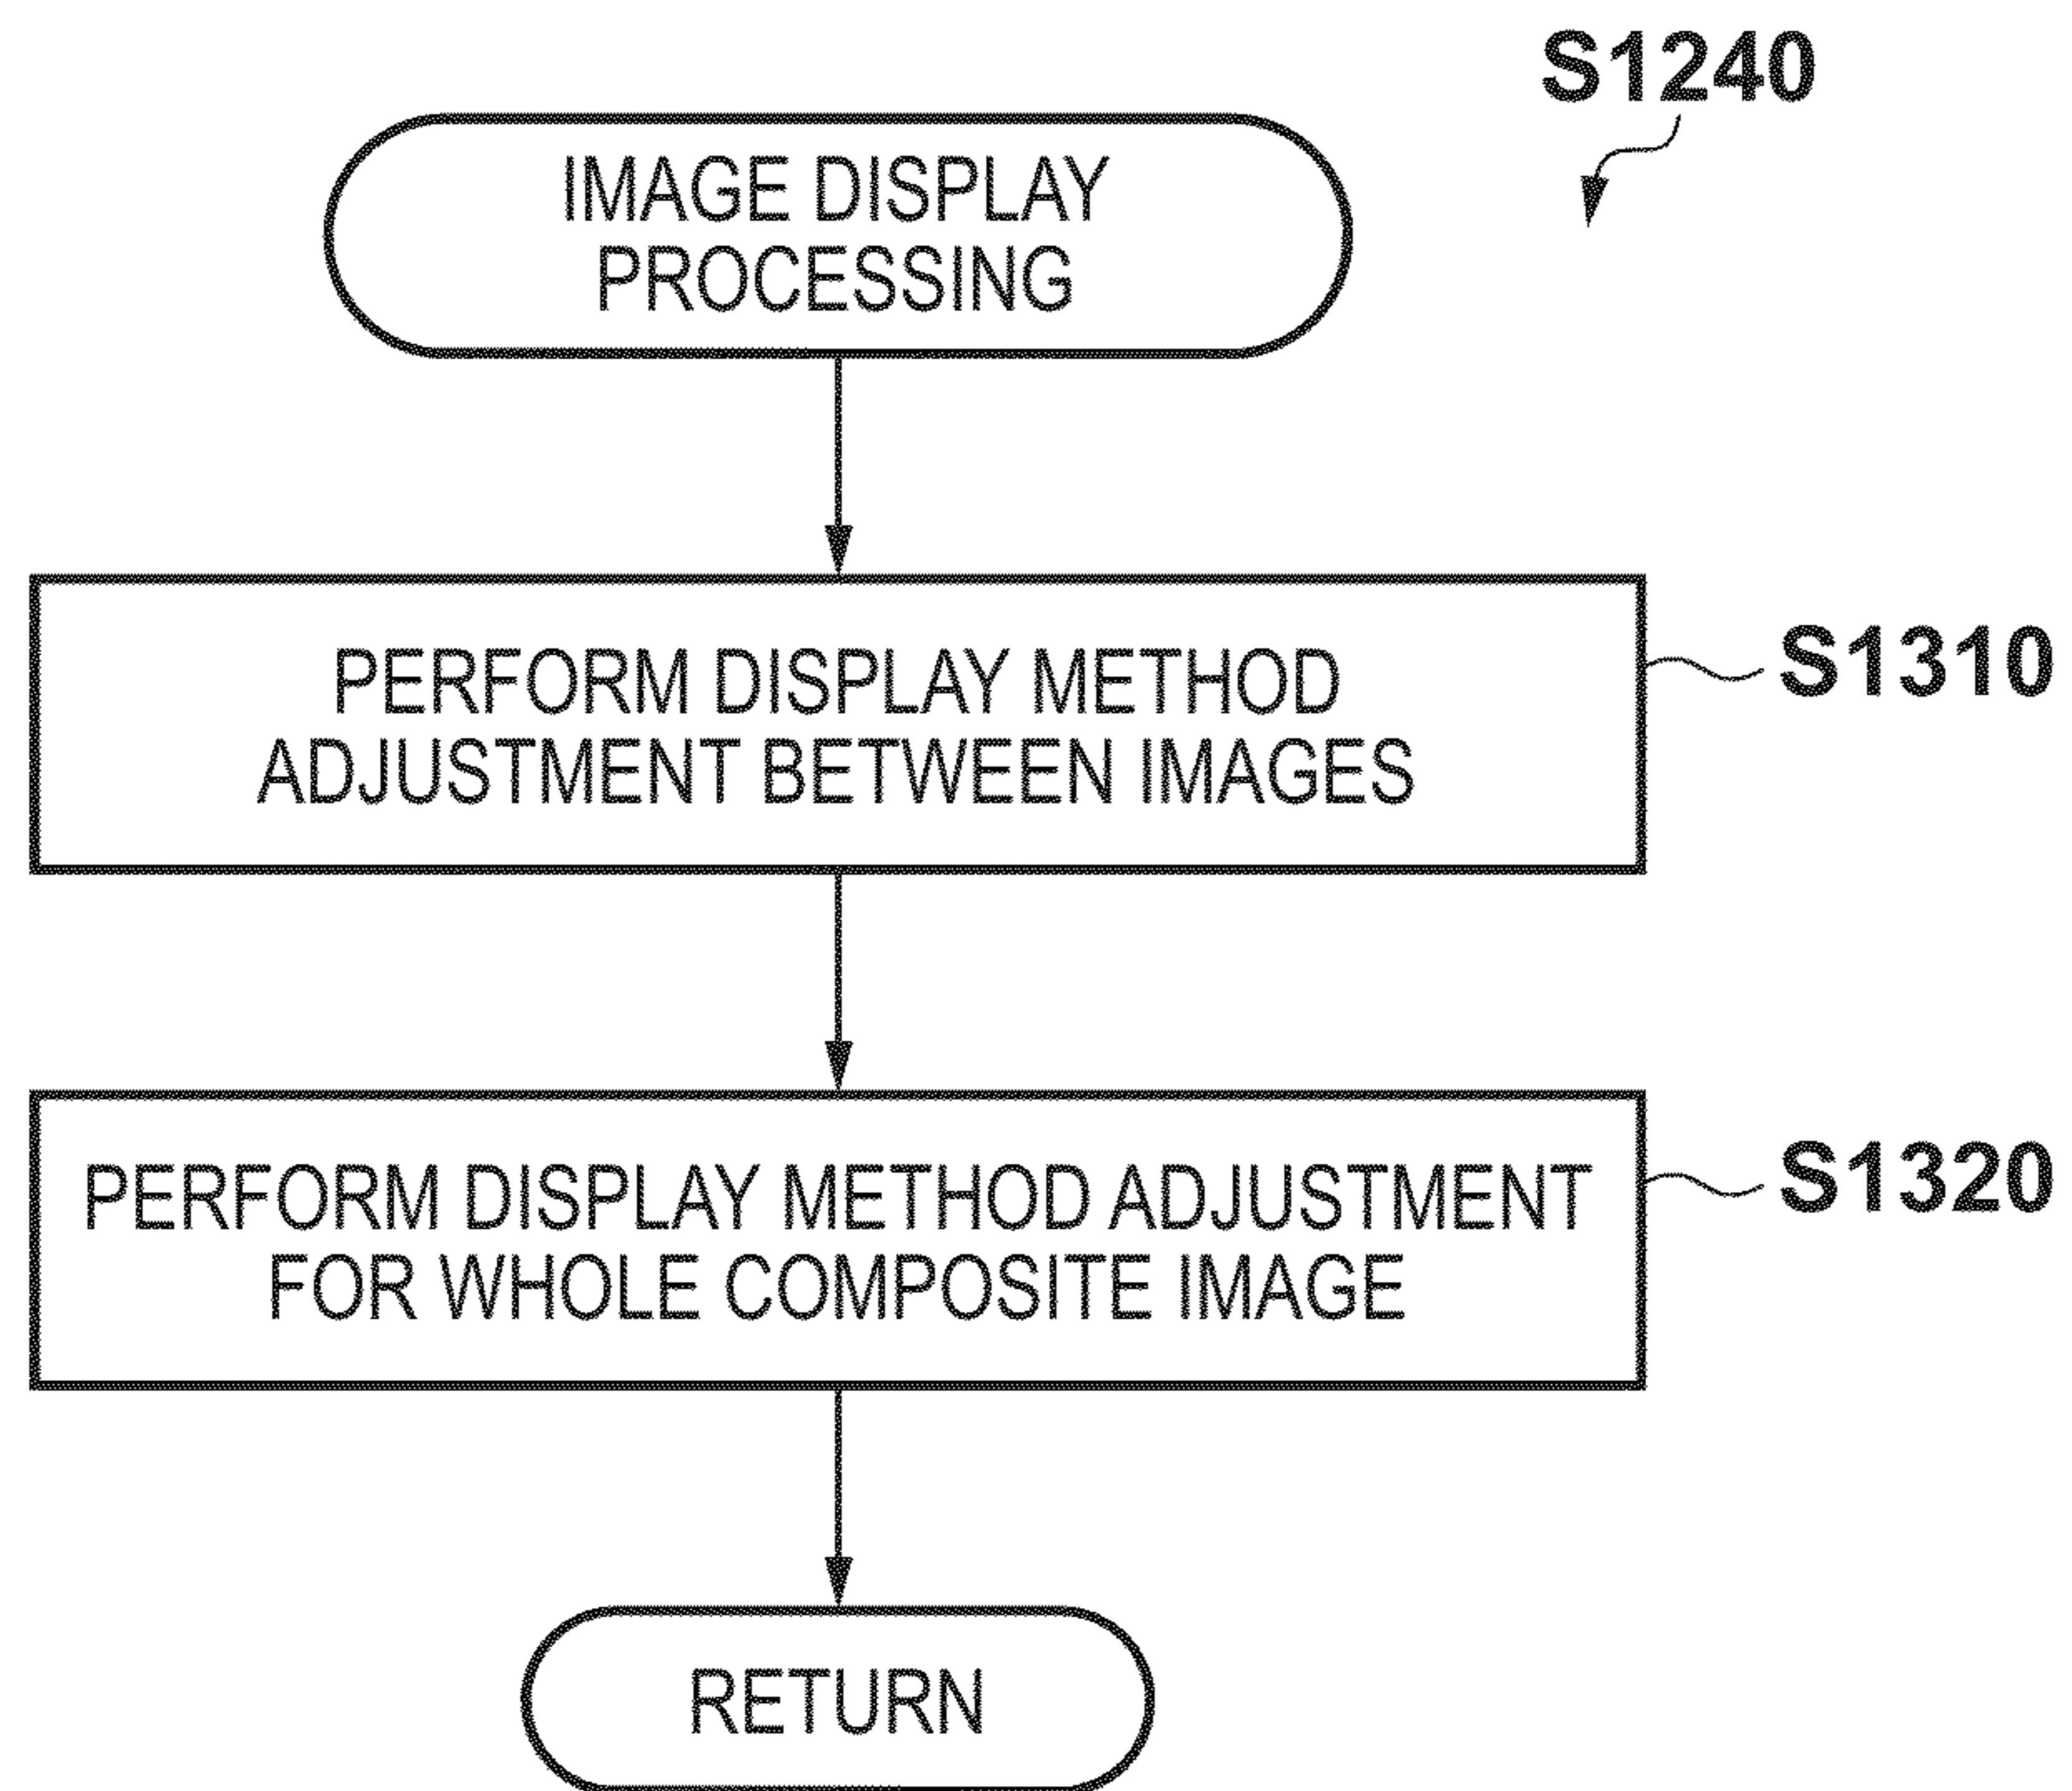 S1240
IMAGE DISPLAY
PROCESSING
PERFORM DISPLAY METHOD
ADJUSTMENT BETWEEN IMAGES
S1310
PERFORM DISPLAY METHOD ADJUSTMENT
FOR WHOLE COMPOSITE IMAGE
S1320
RETURN